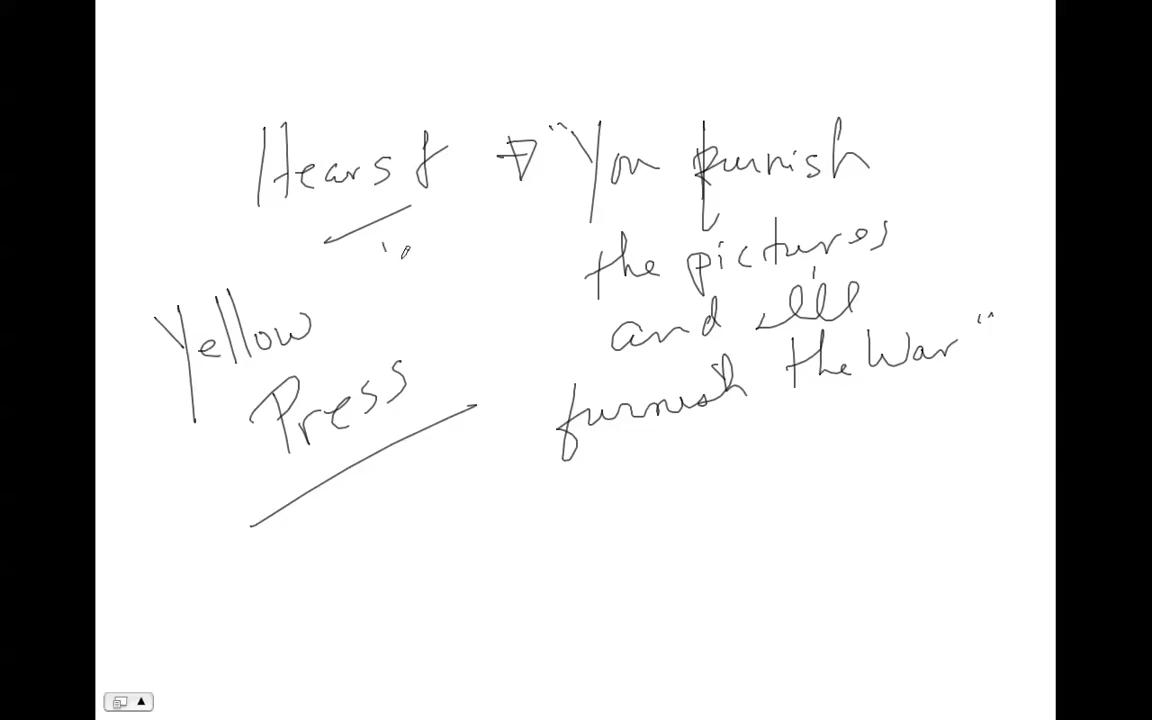 Hearst → "You furnish
the pictures
and I'll
furnish the War"
Yellow
Press